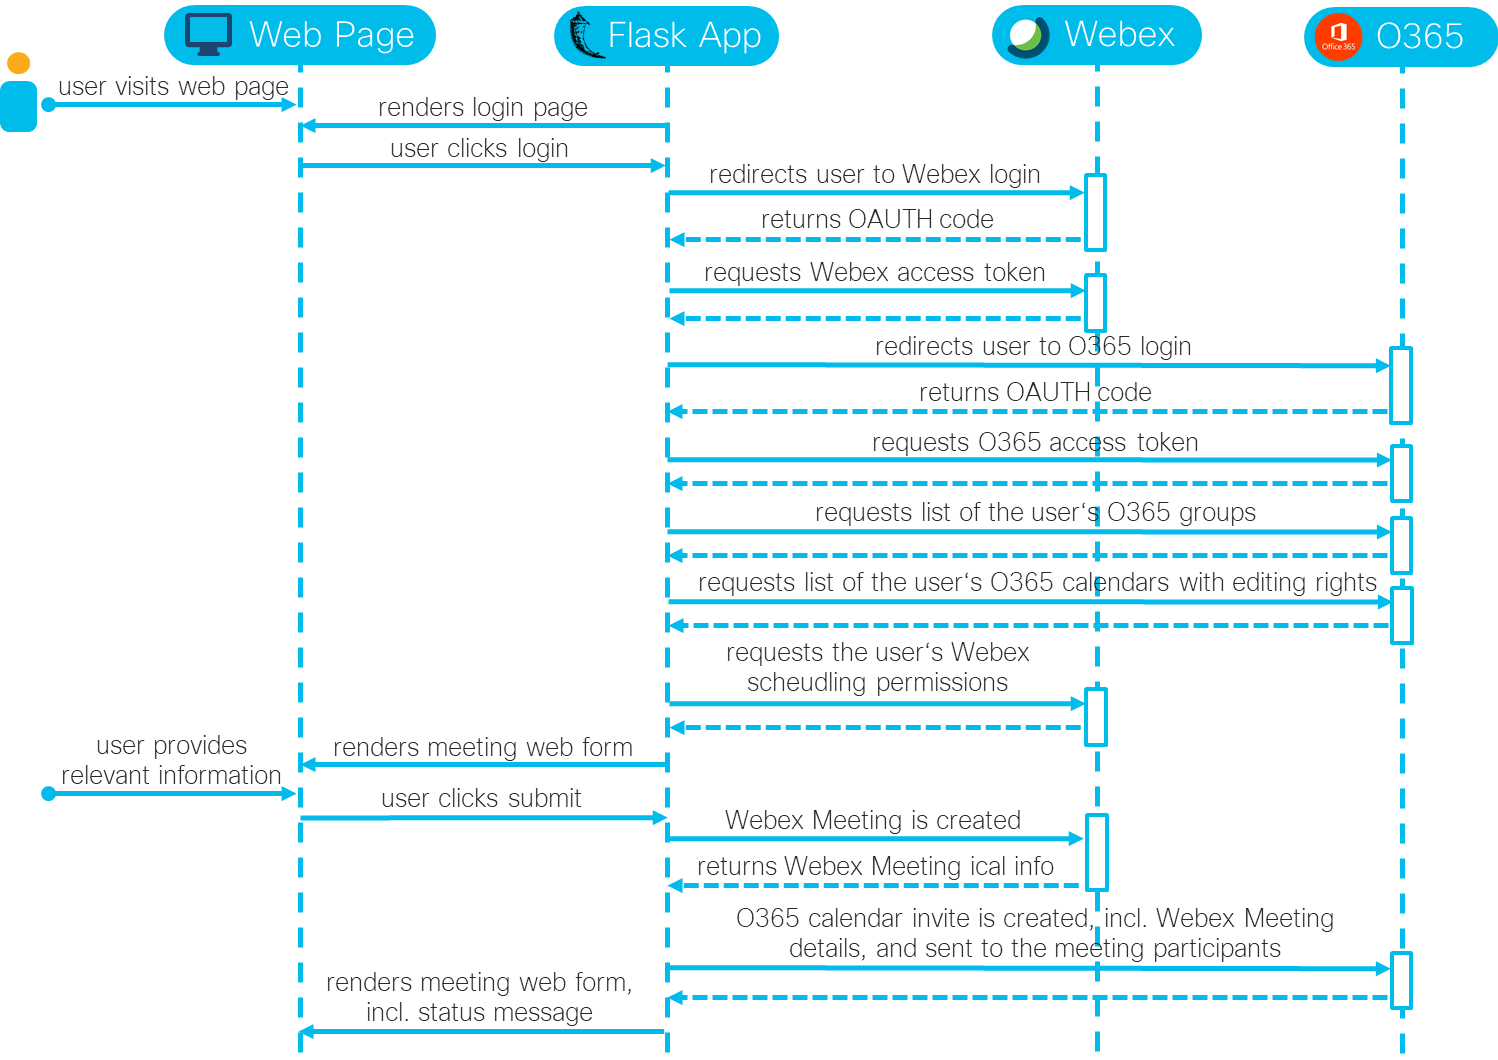 Web Page
Flask App
Webex
Office 365
O365
user visits web page
renders login page
user clicks login
redirects user to Webex login
returns OAUTH code
requests Webex access token
redirects user to O365 login
returns OAUTH code
requests O365 access token
requests list of the user‘s O365 groups
requests list of the user‘s O365 calendars with editing rights
requests the user‘s Webex
scheudling permissions
user provides
relevant information
renders meeting web form
user clicks submit
Webex Meeting is created
returns Webex Meeting ical info
O365 calendar invite is created, incl. Webex Meeting
details, and sent to the meeting participants
renders meeting web form,
incl. status message